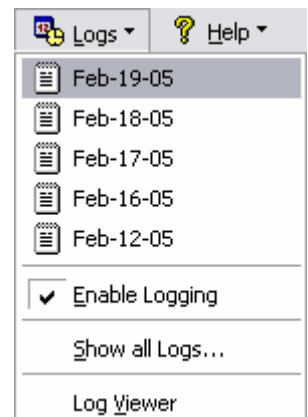 Logs Help
Feb-19-05
Feb-18-05
Feb-17-05
Feb-16-05
Feb-12-05
Enable Logging
Show all Logs...
Log Viewer